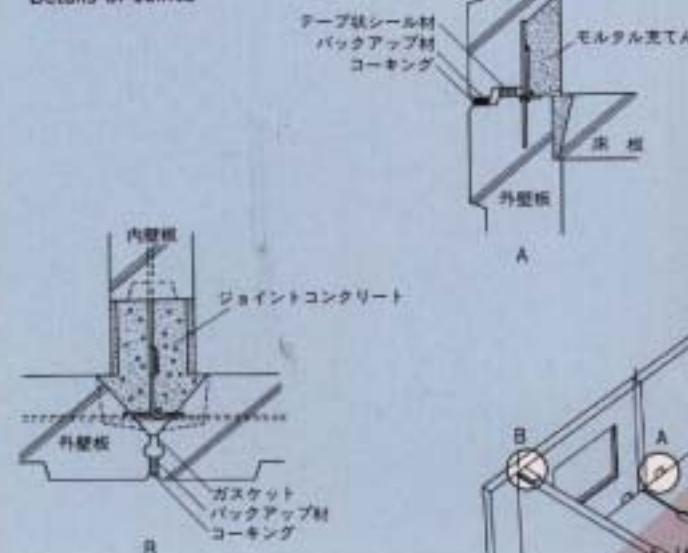 Details of Joints
テープ状シール材
バックアップ材
コーキング
モルタル充てん
床 板
外壁板
A
内壁板
ジョイントコンクリート
外壁板
ガスケット
バックアップ材
コーキング
B
B
A